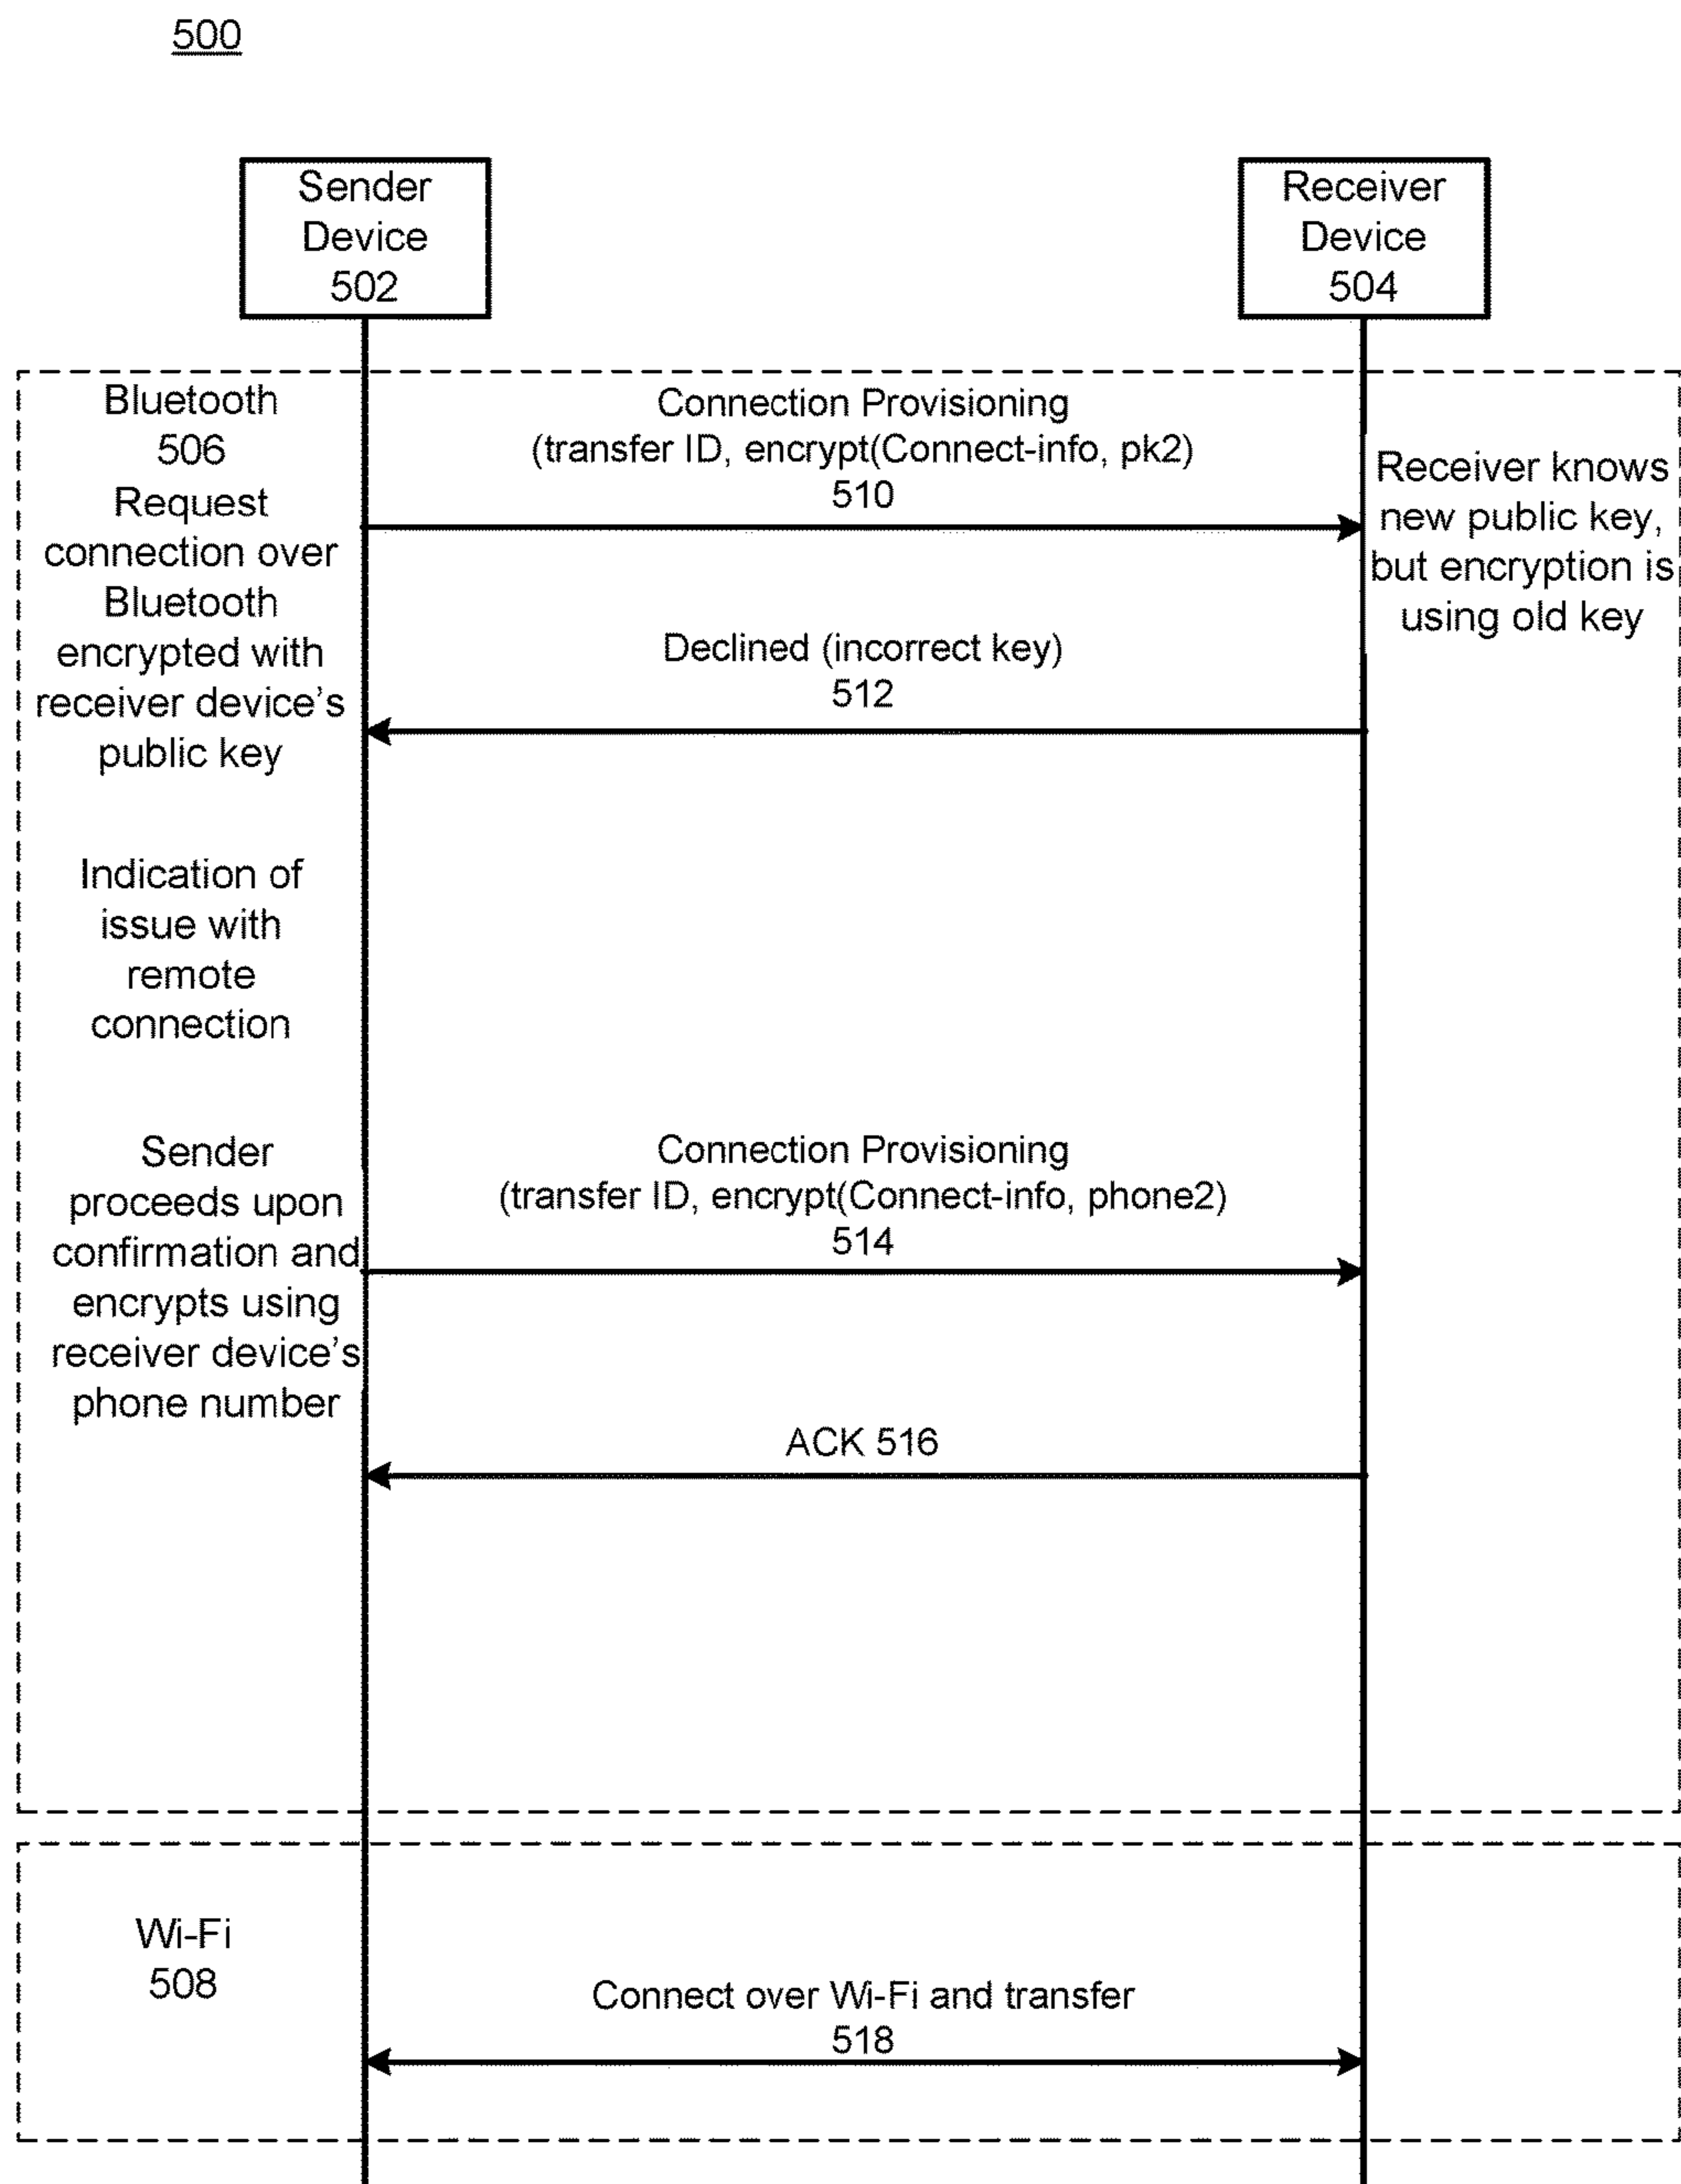 500
Sender
Device
502
Receiver
Device
504
Bluetooth
506
Request
connection over
Bluetooth
encrypted with
receiver device's
public key
Connection Provisioning
(transfer ID, encrypt(Connect-info, pk2)
510
Receiver knows
new public key,
but encryption is
using old key
Declined (incorrect key)
512
Indication of
issue with
remote
connection
Sender
proceeds upon
confirmation and
encrypts using
receiver device's
phone number
Connection Provisioning
(transfer ID, encrypt(Connect-info, phone2)
514
ACK 516
Wi-Fi
508
Connect over Wi-Fi and transfer
518